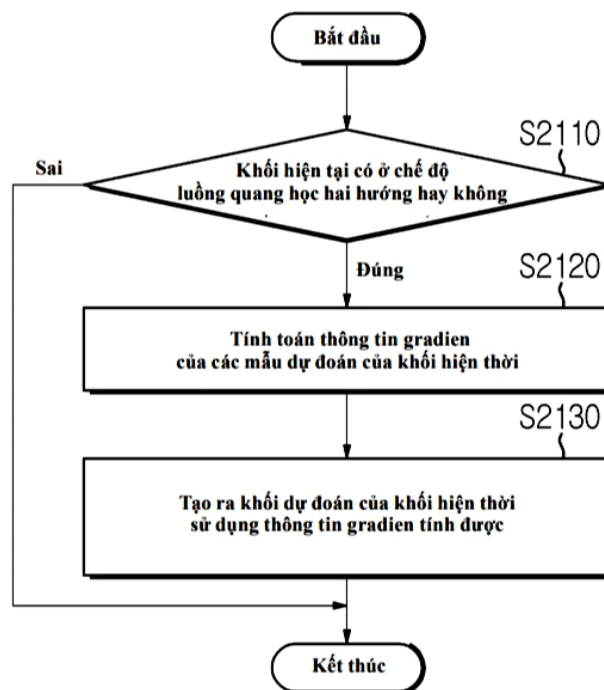 Bắt đầu
S2110
Sai
Khối hiện tại có ở chế độ
luồng quang học hai hướng hay không
Đúng
S2120
Tính toán thông tin gradien
của các mẫu dự đoán của khối hiện thời
S2130
Tạo ra khối dự đoán của khối hiện thời
sử dụng thông tin gradien tính được
Kết thúc